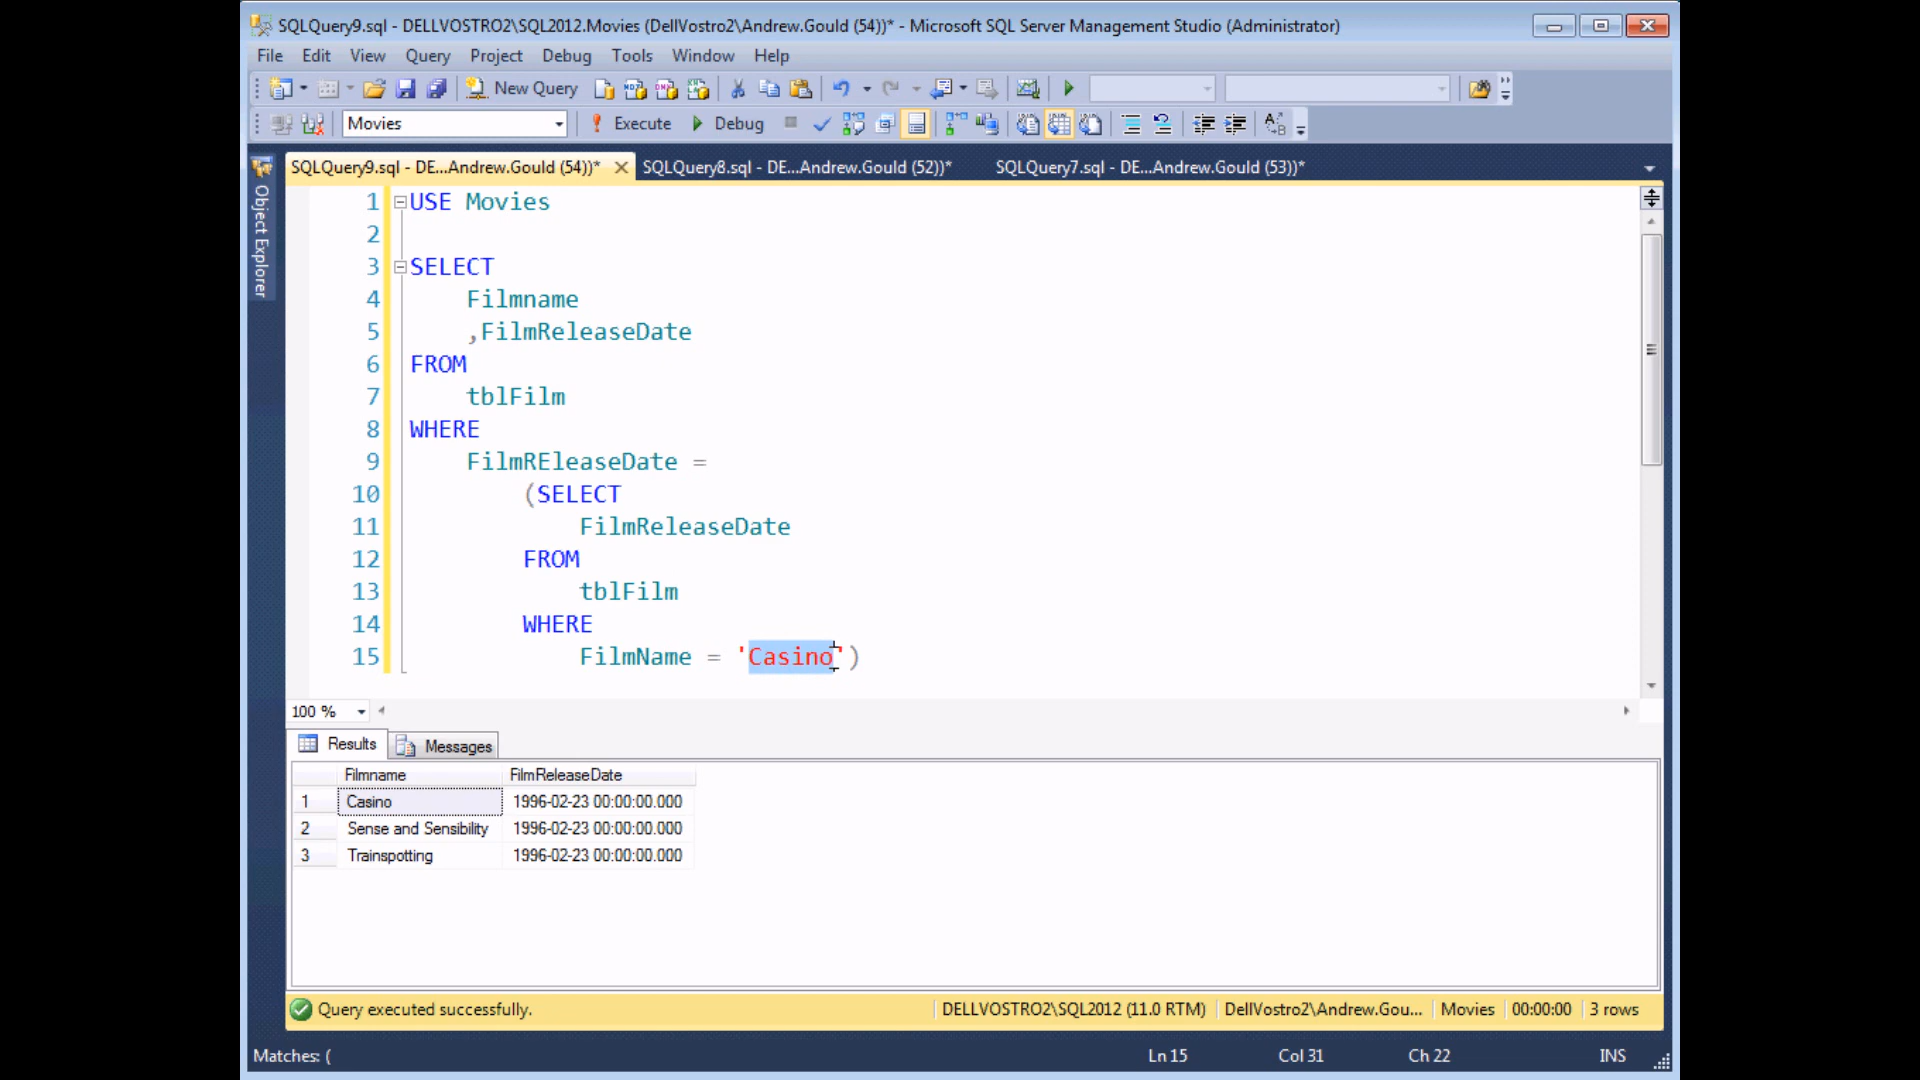 SQLQuery9.sql - DELLVOSTRO2\SQL2012.Movies (DellVostro2\Andrew.Gould (54))* - Microsoft SQL Server Management Studio (Administrator)
File Edit View Query Project Debug Tools Window Help
New Query
Movies Execute Debug
SQLQuery9.sql - DE...Andrew.Gould (54))* SQLQuery8.sql - DE...Andrew.Gould (52))* SQLQuery7.sql - DE...Andrew.Gould (53))*
Object Explorer
1 USE Movies
2
3 SELECT
4 Filmname
5 ,FilmReleaseDate
6 FROM
7 tblFilm
8 WHERE
9 FilmREleaseDate =
10 (SELECT
11 FilmReleaseDate
12 FROM
13 tblFilm
14 WHERE
15 FilmName = 'Casino')
100 %
Results Messages
Filmname FilmReleaseDate
1 Casino 1996-02-23 00:00:00.000
2 Sense and Sensibility 1996-02-23 00:00:00.000
3 Trainspotting 1996-02-23 00:00:00.000
Query executed successfully. DELLVOSTRO2\SQL2012 (11.0 RTM) DellVostro2\Andrew.Gou... Movies 00:00:00 3 rows
Matches: ( Ln 15 Col 31 Ch 22 INS